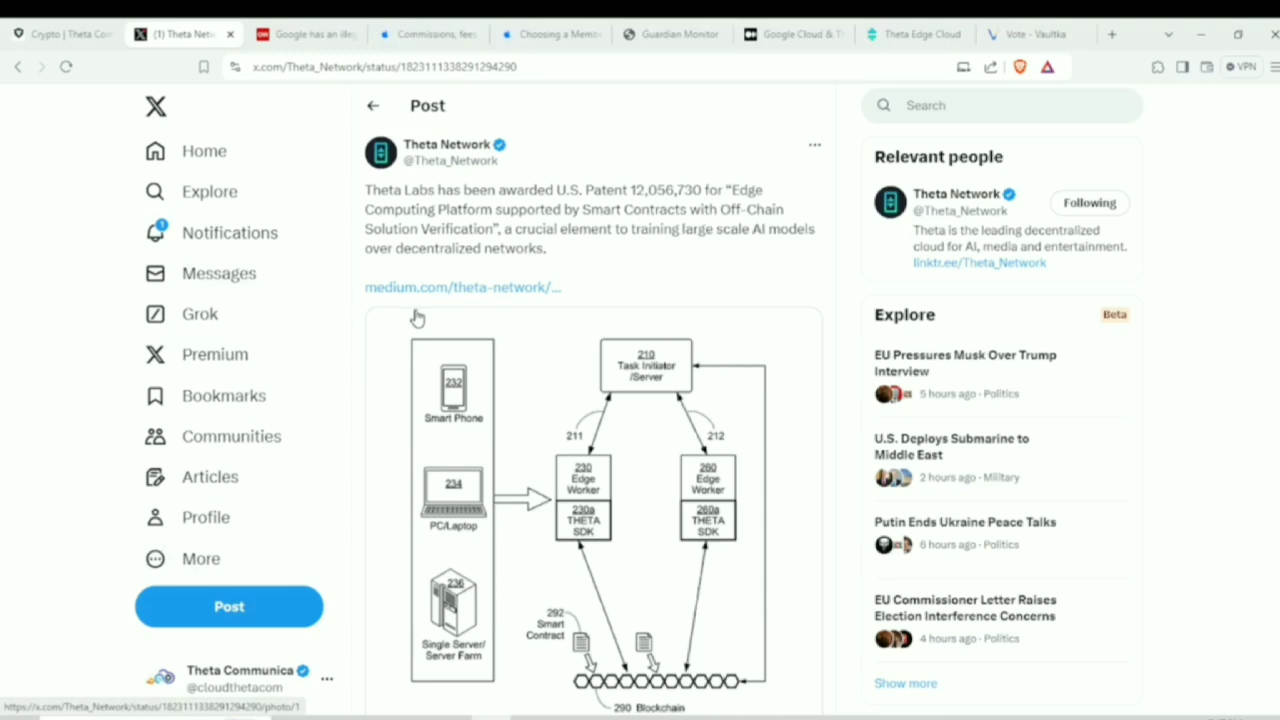 Crypto | Theta Com
(1) Theta Netw
Google has an illeg
Commissions, fees
Choosing a Memb
Guardian Monitor
Google Cloud & T
Theta Edge Cloud
Vote - Vaultka
x.com/Theta_Network/status/1823111338291294290
VPN
Home
Explore
Notifications
1
Messages
Grok
Premium
Bookmarks
Communities
Articles
Profile
More
Post
Theta Communica
@cloudthetacom
https://x.com/Theta_Network/status/1823111338291294290/photo/1
Post
Theta Network
@Theta_Network
Theta Labs has been awarded U.S. Patent 12,056,730 for “Edge
Computing Platform supported by Smart Contracts with Off-Chain
Solution Verification”, a crucial element to training large scale AI models
over decentralized networks.
medium.com/theta-network/...
232
Smart Phone
234
PC/Laptop
236
Single Server/
Server Farm
210
Task Initiator
/Server
211
212
230
Edge
Worker
230a
THETA
SDK
260
Edge
Worker
260a
THETA
SDK
292
Smart
Contract
290 Blockchain
Search
Relevant people
Theta Network
@Theta_Network
Following
Theta is the leading decentralized
cloud for AI, media and entertainment.
linktr.ee/Theta_Network
Explore
Beta
EU Pressures Musk Over Trump
Interview
5 hours ago · Politics
U.S. Deploys Submarine to
Middle East
2 hours ago · Military
Putin Ends Ukraine Peace Talks
6 hours ago · Politics
EU Commissioner Letter Raises
Election Interference Concerns
4 hours ago · Politics
Show more